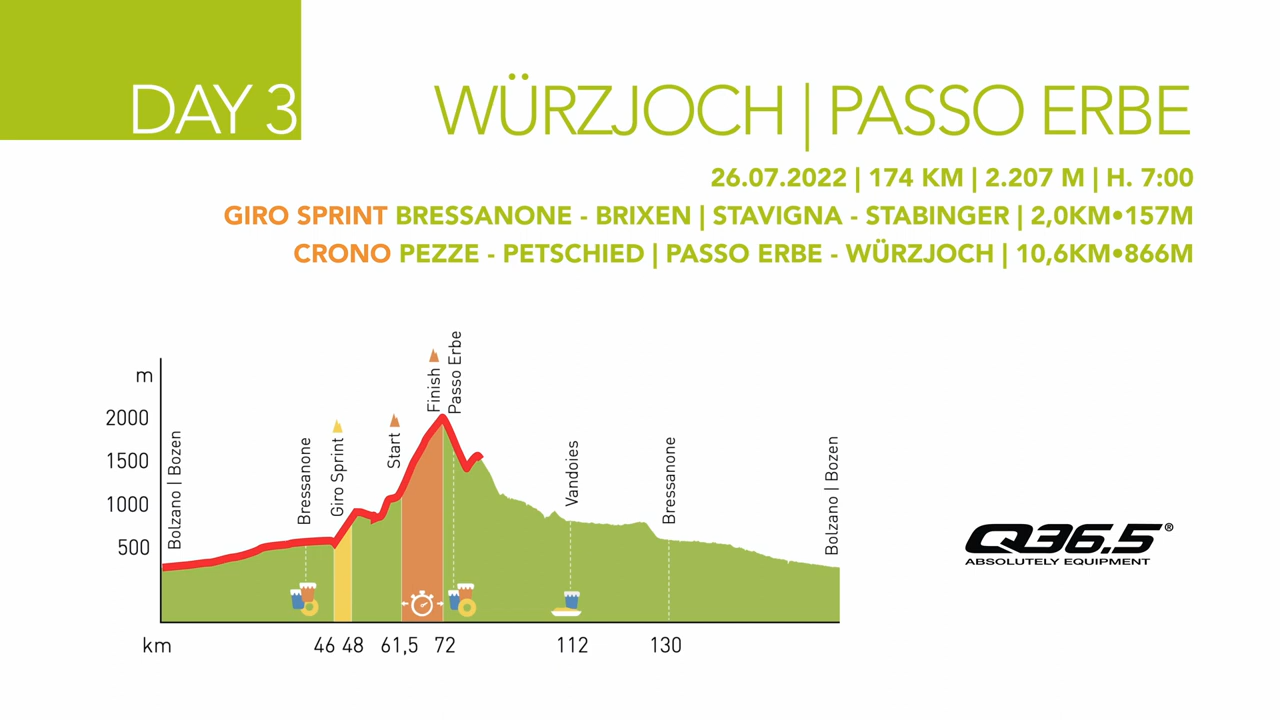 DAY 3
WÜRZJOCH | PASSO ERBE
26.07.2022 | 174 KM | 2.207 M | H. 7:00
GIRO SPRINT BRESSANONE - BRIXEN | STAVIGNA - STABINGER | 2,0KM•157M
CRONO PEZZE - PETSCHIED | PASSO ERBE - WÜRZJOCH | 10,6KM•866M
m
2000
1500
1000
500
Bolzano | Bozen
Bressanone
Giro Sprint
Start
Finish
Passo Erbe
Vandoies
Bressanone
Bolzano | Bozen
km
46 48 61,5 72 112 130
Q36.5®
ABSOLUTELY EQUIPMENT